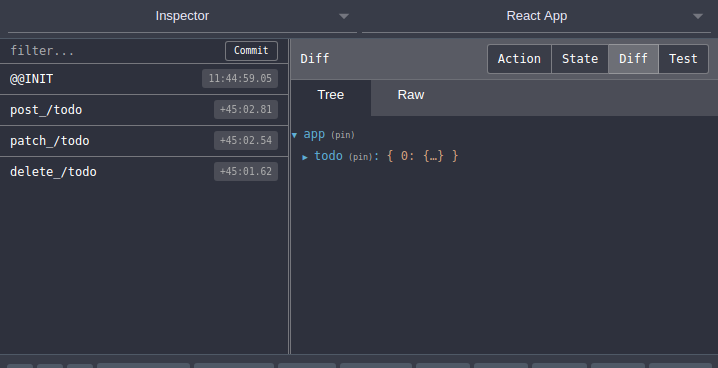 Inspector React App
filter... Commit
Diff Action State Diff Test
@@INIT 11:44:59.05
post_/todo +45:02.81
patch_/todo +45:02.54
delete_/todo +45:01.62
Tree Raw
app (pin)
todo (pin): { 0: {…} }